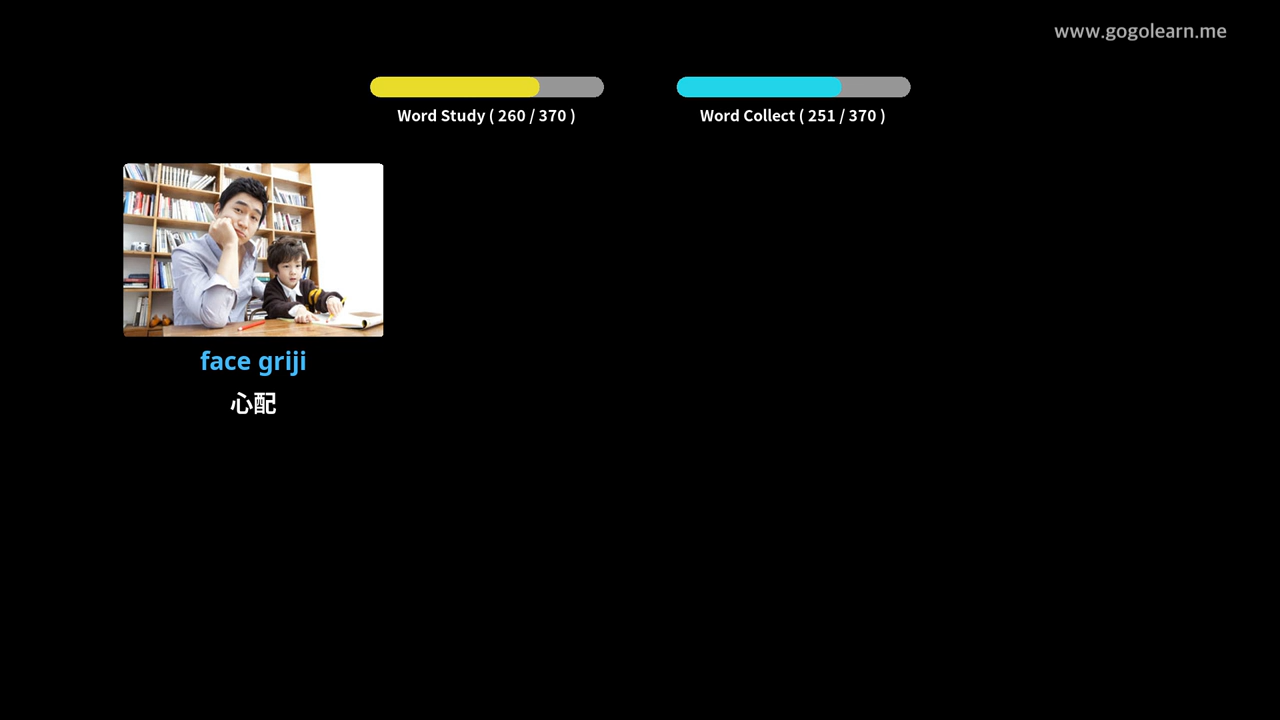 www.gogolearn.me
Word Study ( 260 / 370 )
Word Collect ( 251 / 370 )
face griji
心配